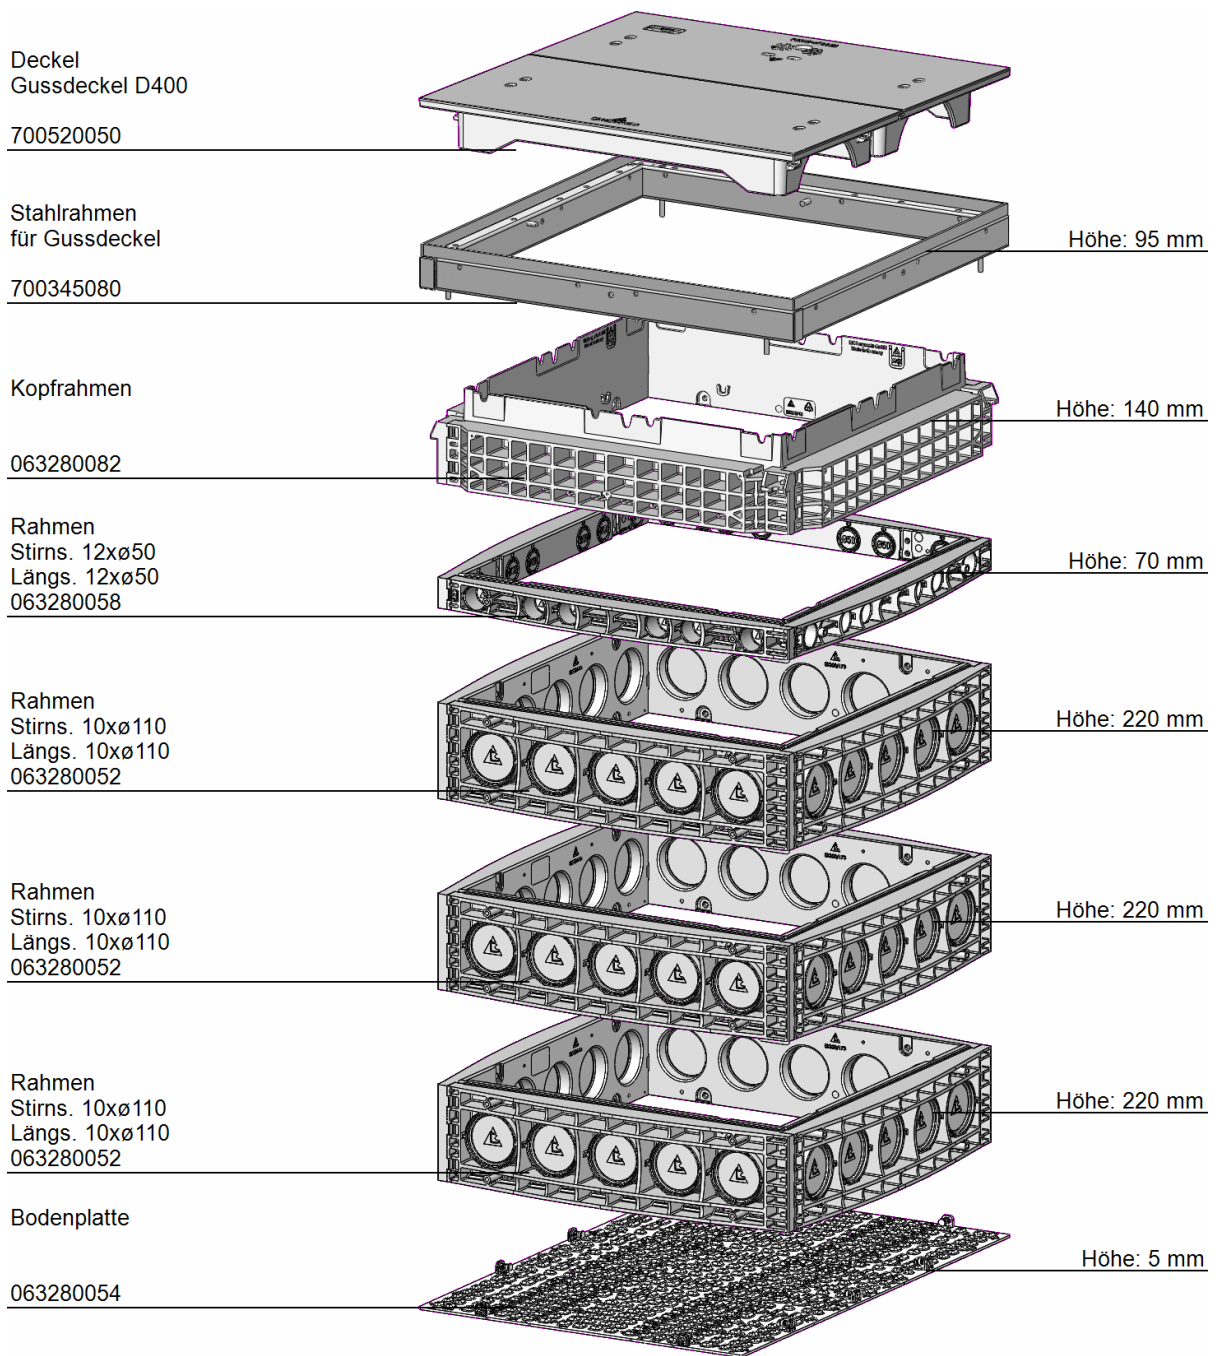 Deckel
Gussdeckel D400
700520050
Stahlrahmen
für Gussdeckel
Höhe: 95 mm
700345080
Kopfrahmen
Höhe: 140 mm
063280082
Rahmen
Stirns. 12xø50
Längs. 12xø50
Höhe: 70 mm
063280058
Rahmen
Stirns. 10xø110
Höhe: 220 mm
Längs. 10xø110
063280052
Rahmen
Stirns. 10xø110
Höhe: 220 mm
Längs. 10xø110
063280052
Rahmen
Stirns. 10xø110
Höhe: 220 mm
Längs. 10xø110
063280052
Bodenplatte
Höhe: 5 mm
063280054